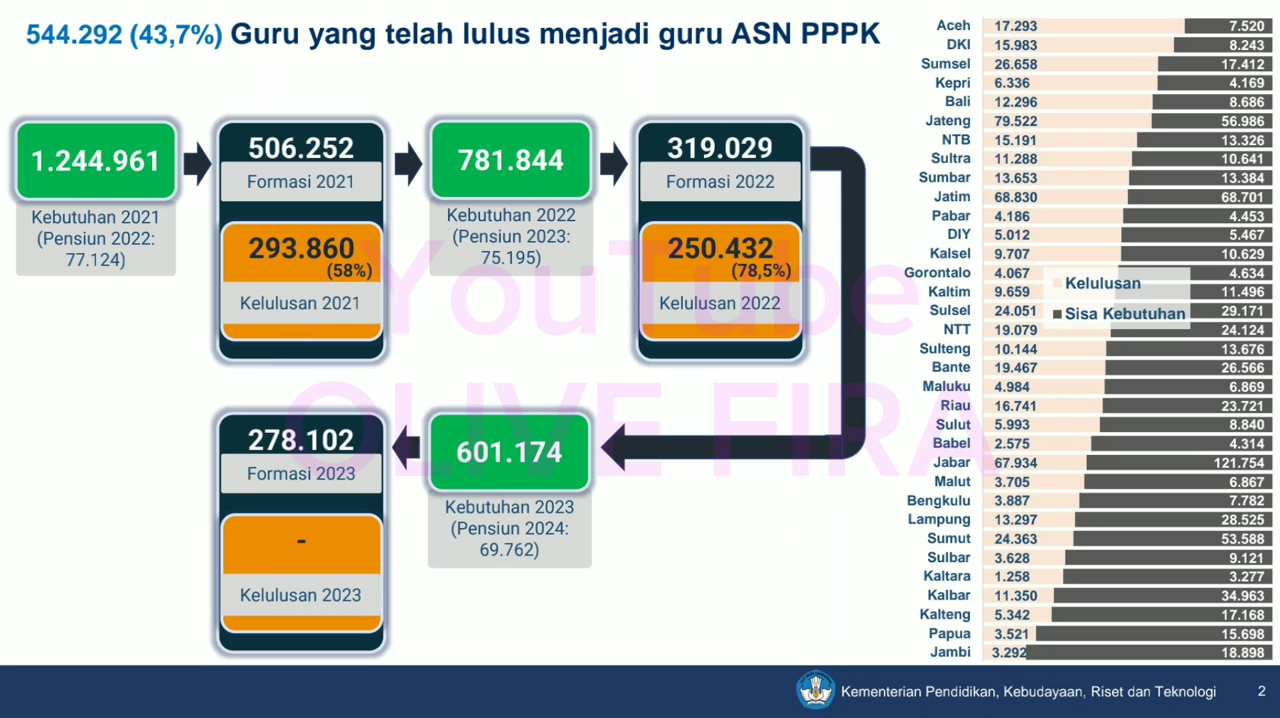 544.292 (43,7%) Guru yang telah lulus menjadi guru ASN PPPK
1.244.961
Kebutuhan 2021
(Pensiun 2022:
77.124)
506.252
Formasi 2021
293.860
(58%)
Kelulusan 2021
781.844
Kebutuhan 2022
(Pensiun 2023:
75.195)
319.029
Formasi 2022
250.432
(78,5%)
Kelulusan 2022
278.102
Formasi 2023
-
Kelulusan 2023
601.174
Kebutuhan 2023
(Pensiun 2024:
69.762)
YouTube
OLIVE FIRA
Aceh 17.293 7.520
DKI 15.983 8.243
Sumsel 26.658 17.412
Kepri 6.336 4.169
Bali 12.296 8.686
Jateng 79.522 56.986
NTB 15.191 13.326
Sultra 11.288 10.641
Sumbar 13.653 13.384
Jatim 68.830 68.701
Pabar 4.186 4.453
DIY 5.012 5.467
Kalsel 9.707 10.629
Gorontalo 4.067 4.634
Kaltim 9.659 11.496
Sulsel 24.051 29.171
NTT 19.079 24.124
Sulteng 10.144 13.676
Bante 19.467 26.566
Maluku 4.984 6.869
Riau 16.741 23.721
Sulut 5.993 8.840
Babel 2.575 4.314
Jabar 67.934 121.754
Malut 3.705 6.867
Bengkulu 3.887 7.782
Lampung 13.297 28.525
Sumut 24.363 53.588
Sulbar 3.628 9.121
Kaltara 1.258 3.277
Kalbar 11.350 34.963
Kalteng 5.342 17.168
Papua 3.521 15.698
Jambi 3.292 18.898
Kelulusan
Sisa Kebutuhan
Kementerian Pendidikan, Kebudayaan, Riset dan Teknologi 2